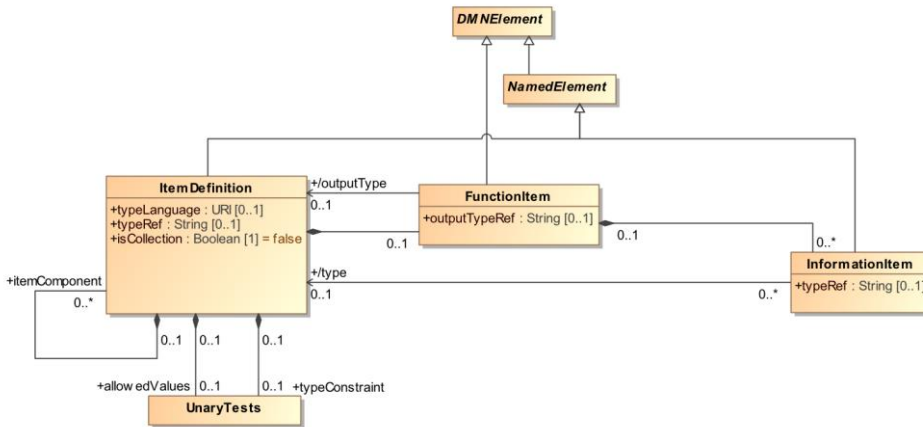 DMNElement
NamedElement
ItemDefinition
+typeLanguage : URI [0..1]
+typeRef : String [0..1]
+isCollection : Boolean [1] = false
+/outputType
0..1
FunctionItem
+outputTypeRef : String [0..1]
0..1
0..1
0..*
InformationItem
+typeRef : String [0..1]
+/type
0..1
0..*
+itemComponent
0..*
0..1
0..1
0..1
+allowedValues
0..1
0..1
+typeConstraint
UnaryTests